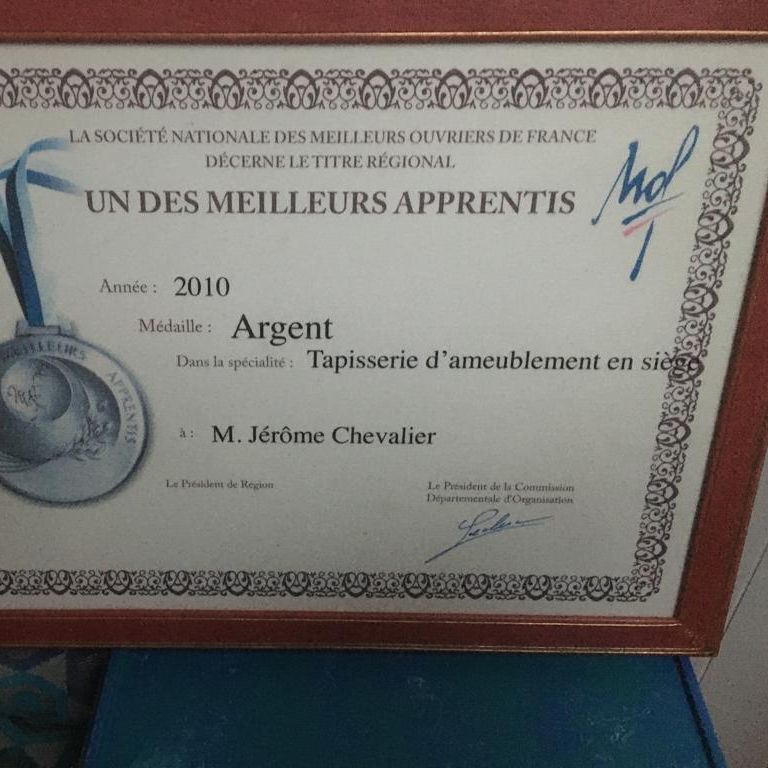 LA SOCIÉTÉ NATIONALE DES MEILLEURS OUVRIERS DE FRANCE
DÉCERNE LE TITRE RÉGIONAL
UN DES MEILLEURS APPRENTIS
Année : 2010
Médaille : Argent
Dans la spécialité : Tapisserie d'ameublement en siège
MEILLEURS APPRENTIS
à : M. Jérôme Chevalier
Le Président de Région
Le Président de la Commission
Départementale d'Organisation